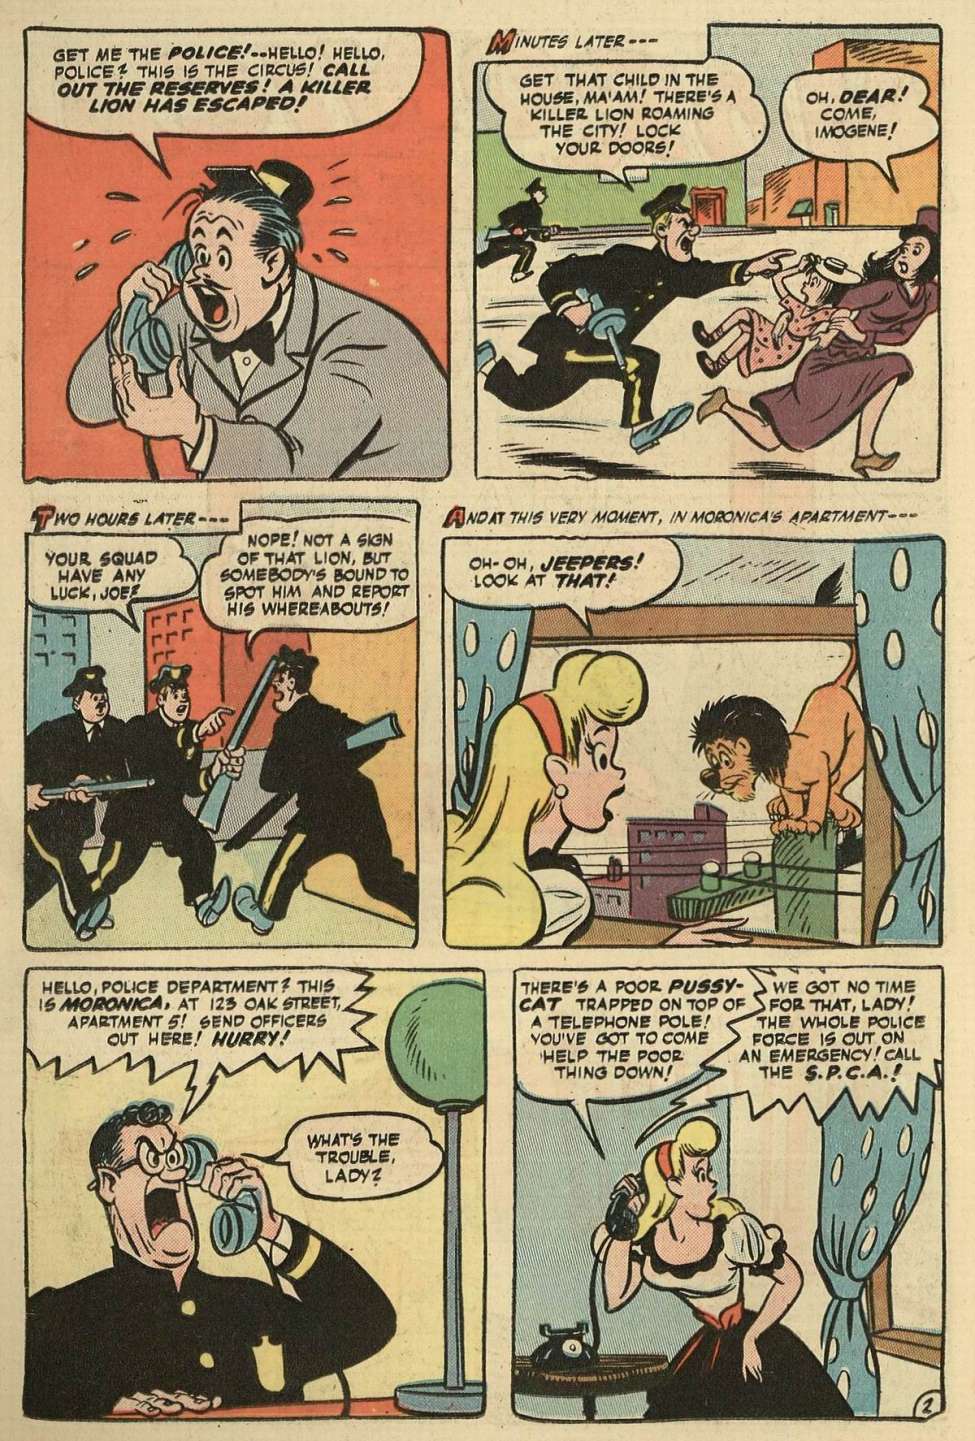 GET ME THE POLICE!--HELLO! HELLO,
POLICE? THIS IS THE CIRCUS! CALL
OUT THE RESERVES! A KILLER
LION HAS ESCAPED!
MINUTES LATER---
GET THAT CHILD IN THE
HOUSE, MA'AM! THERE'S A
KILLER LION ROAMING
THE CITY! LOCK
YOUR DOORS!
OH, DEAR!
COME,
IMOGENE!
TWO HOURS LATER---
YOUR SQUAD
HAVE ANY
LUCK, JOE?
NOPE! NOT A SIGN
OF THAT LION, BUT
SOMEBODY'S BOUND TO
SPOT HIM AND REPORT
HIS WHEREABOUTS!
AND AT THIS VERY MOMENT, IN MORONICA'S APARTMENT---
OH-OH, JEEPERS!
LOOK AT THAT!
HELLO, POLICE DEPARTMENT? THIS
IS MORONICA, AT 123 OAK STREET,
APARTMENT 5! SEND OFFICERS
OUT HERE! HURRY!
WHAT'S THE
TROUBLE,
LADY?
THERE'S A POOR PUSSY-
CAT TRAPPED ON TOP OF
A TELEPHONE POLE!
YOU'VE GOT TO COME
HELP THE POOR
THING DOWN!
WE GOT NO TIME
FOR THAT, LADY!
THE WHOLE POLICE
FORCE IS OUT ON
AN EMERGENCY! CALL
THE S.P.C.A.!
2